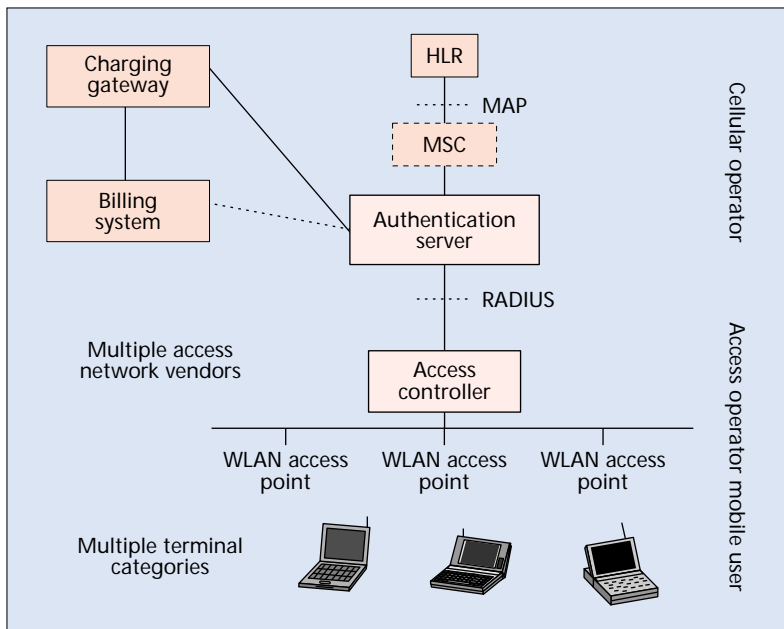 Charging
gateway
HLR
MAP
MSC
Billing
system
Authentication
server
RADIUS
Multiple access
network vendors
Access
controller
WLAN access
point
WLAN access
point
WLAN access
point
Multiple terminal
categories
Cellular operator
Access operator mobile user